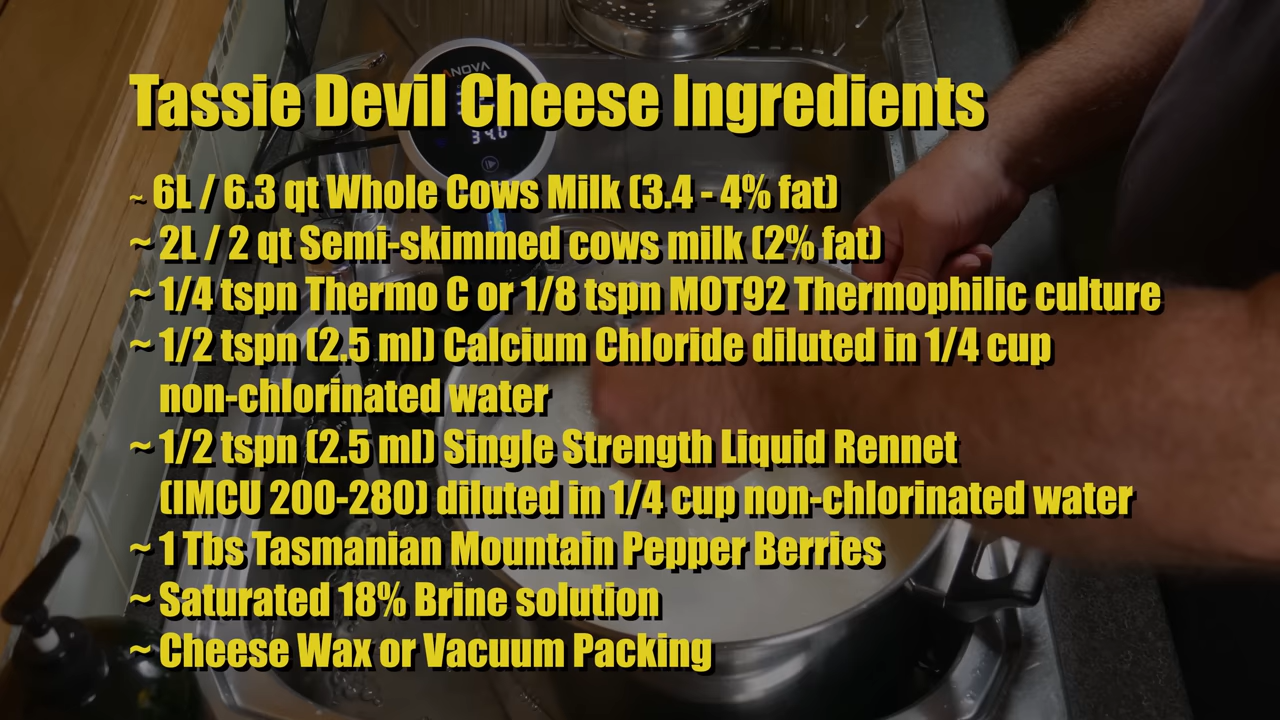 Tassie Devil Cheese Ingredients
ANOVA
34.0
~ 6L / 6.3 qt Whole Cows Milk (3.4 - 4% fat)
~ 2L / 2 qt Semi-skimmed cows milk (2% fat)
~ 1/4 tspn Thermo C or 1/8 tspn MOT92 Thermophilic culture
~ 1/2 tspn (2.5 ml) Calcium Chloride diluted in 1/4 cup
non-chlorinated water
~ 1/2 tspn (2.5 ml) Single Strength Liquid Rennet
(IMCU 200-280) diluted in 1/4 cup non-chlorinated water
~ 1 Tbs Tasmanian Mountain Pepper Berries
~ Saturated 18% Brine solution
~ Cheese Wax or Vacuum Packing